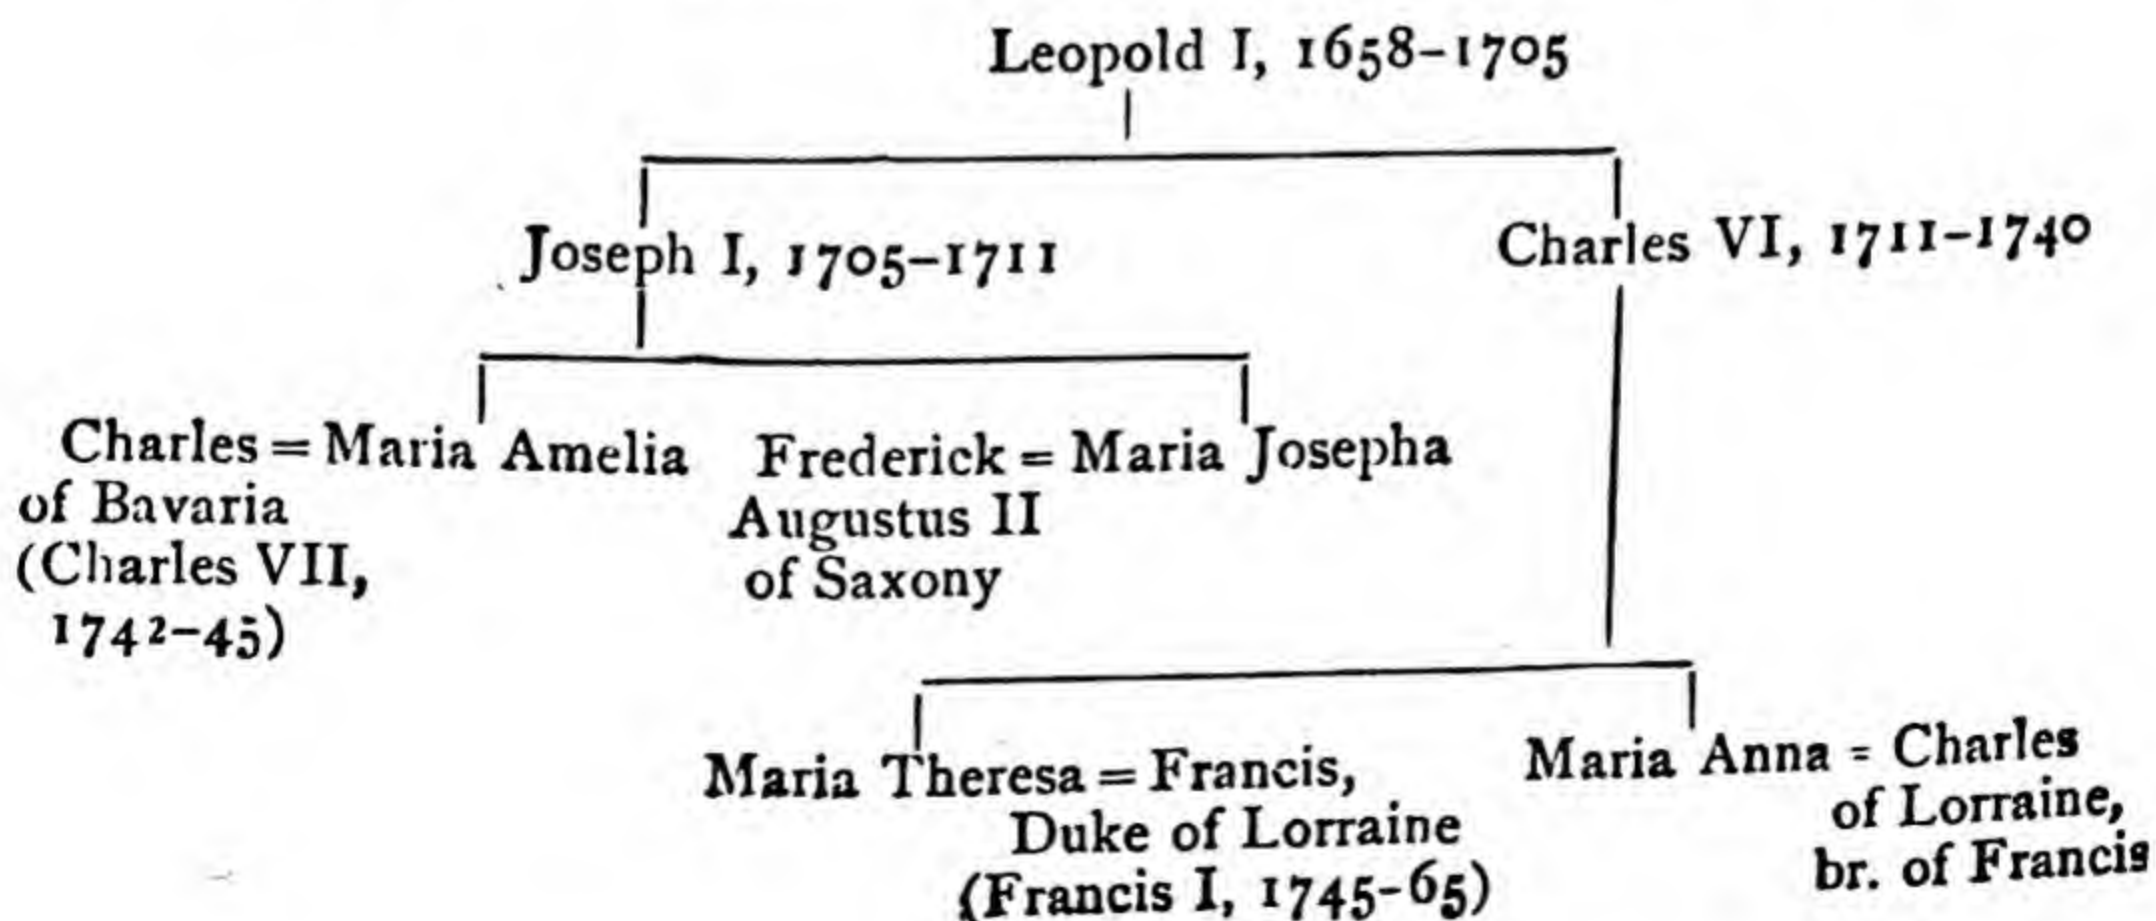 Leopold I, 1658-1705
Joseph I, 1705-1711
Charles VI, 1711-1740
Charles = Maria Amelia
of Bavaria
(Charles VII,
1742-45)
Frederick = Maria Josepha
Augustus II
of Saxony
Maria Theresa = Francis,
Duke of Lorraine
(Francis I, 1745-65)
Maria Anna = Charles
of Lorraine,
br. of Francis